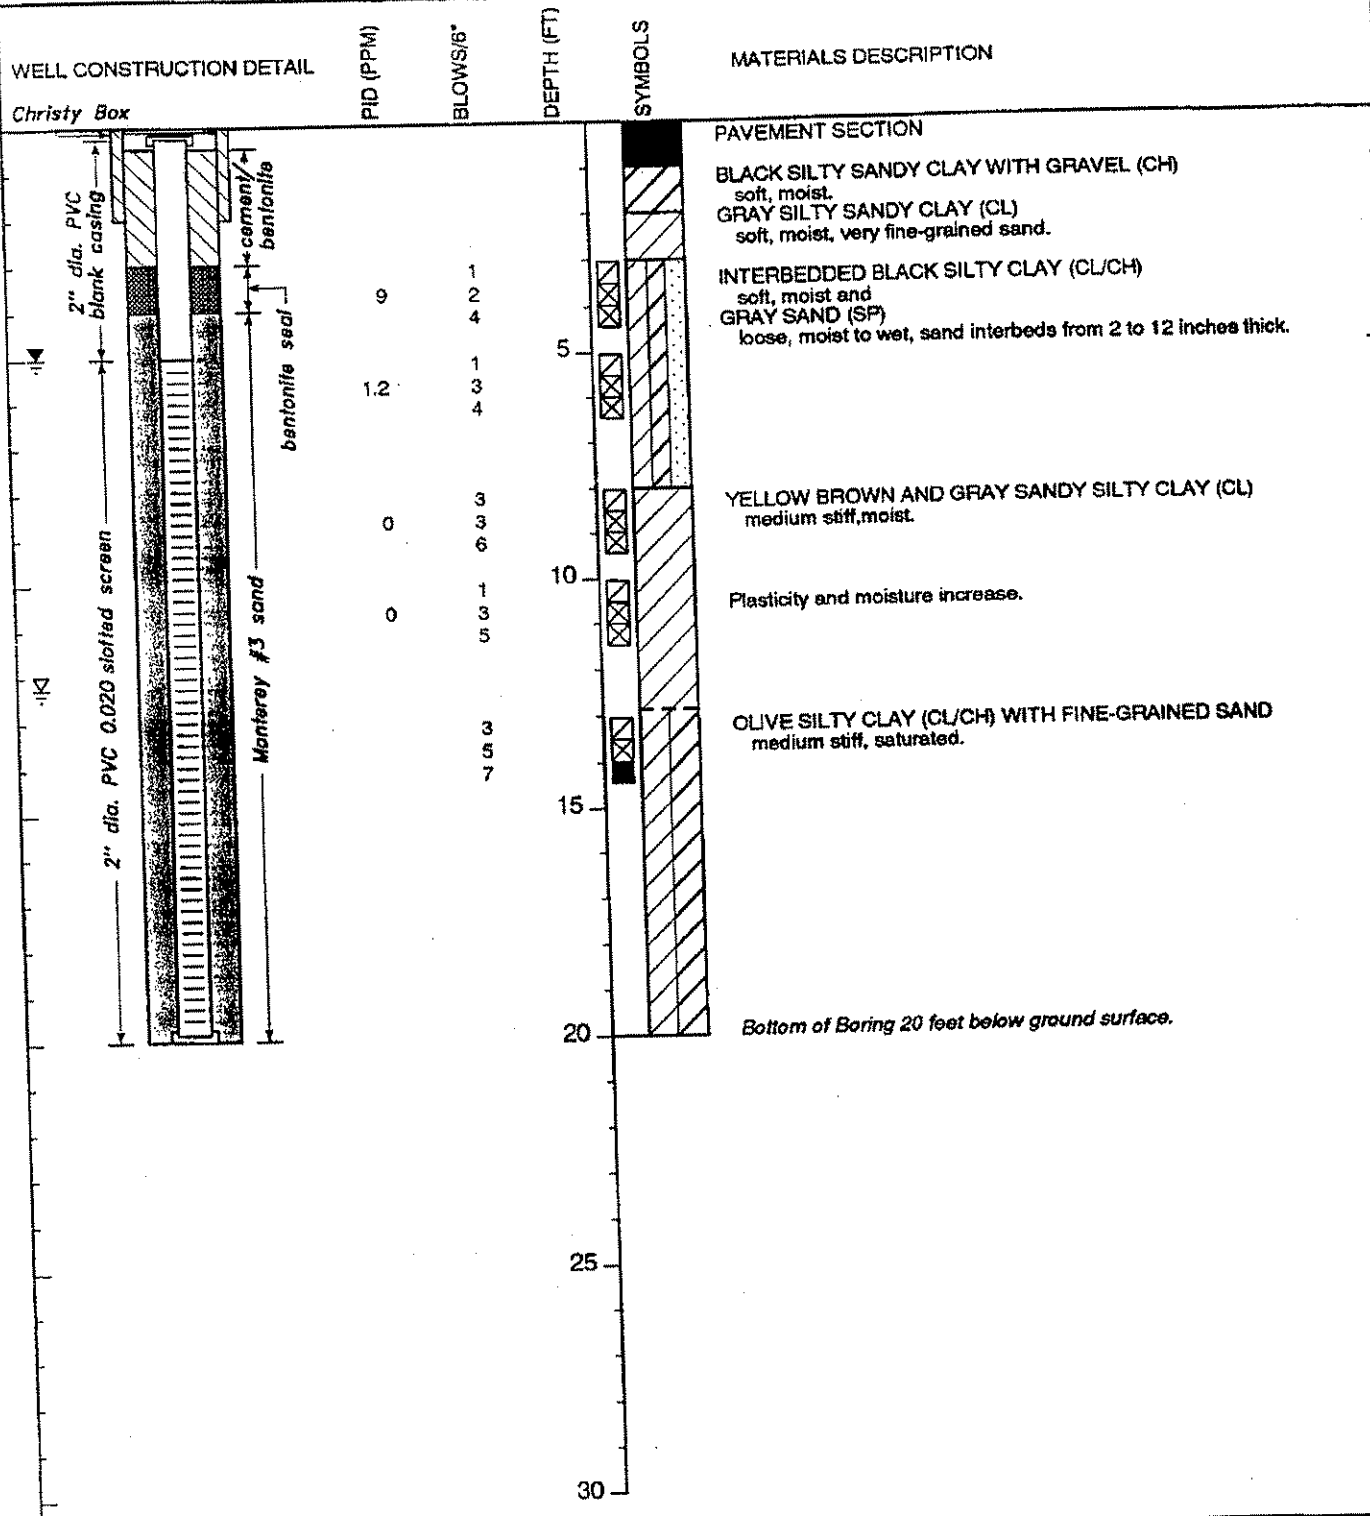 WELL CONSTRUCTION DETAIL
PID (PPM)
BLOWS/6"
DEPTH (FT)
SYMBOLS
MATERIALS DESCRIPTION
Christy Box
2" dia. PVC
blank casing
cement/
bentonite
bentonite seal
2" dia. PVC 0.020 slotted screen
Monterey #3 sand
PAVEMENT SECTION
BLACK SILTY SANDY CLAY WITH GRAVEL (CH)
soft, moist.
GRAY SILTY SANDY CLAY (CL)
soft, moist, very fine-grained sand.
INTERBEDDED BLACK SILTY CLAY (CL/CH)
soft, moist and
GRAY SAND (SP)
loose, moist to wet, sand interbeds from 2 to 12 inches thick.
1
9 2
4
5
1
1.2 3
4
YELLOW BROWN AND GRAY SANDY SILTY CLAY (CL)
medium stiff,moist.
3
0 3
6
10
1
0 3
5
Plasticity and moisture increase.
OLIVE SILTY CLAY (CL/CH) WITH FINE-GRAINED SAND
medium stiff, saturated.
3
5
7
15
20
Bottom of Boring 20 feet below ground surface.
25
30